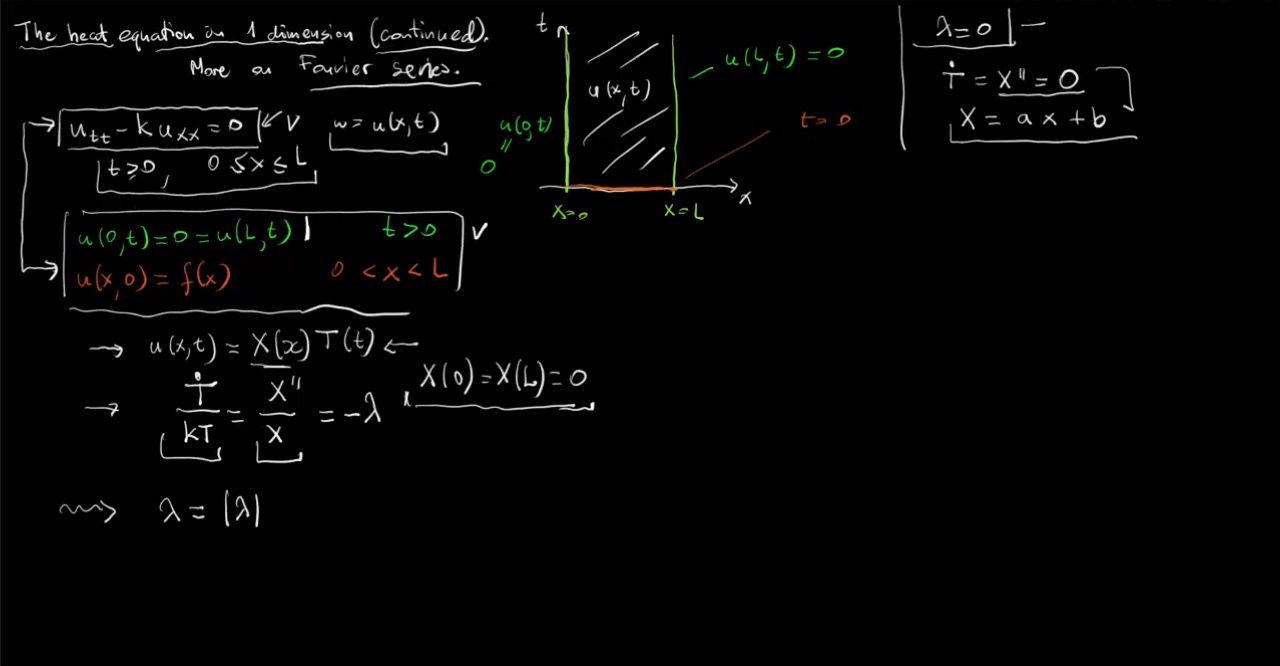 The heat equation in 1 dimension (continued).
More on Fourier series.
u_tt - k u_xx = 0 w = u(x,t)
t ≥ 0, 0 ≤ x ≤ L
u(0,t) = 0 = u(L,t) t > 0
u(x,0) = f(x) 0 < x < L
→ u(x,t) = X(x) T(t) ←
→ Ṫ/kT = X''/X = -λ X(0) = X(L) = 0
⟿ λ = |λ|
t
u(x,t)
u(L,t) = 0
u(0,t)
=
0
t = 0
x=0 x=L x
λ = 0 —
Ṫ = X'' = 0
X = a x + b